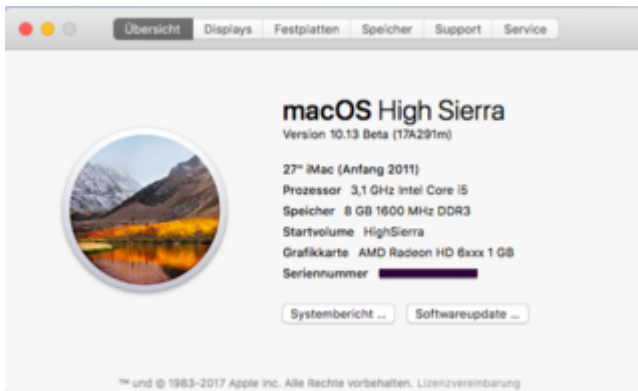 Übersicht Displays Festplatten Speicher Support Service
macOS High Sierra
Version 10.13 Beta (17A291m)
27" iMac (Anfang 2011)
Prozessor 3,1 GHz Intel Core i5
Speicher 8 GB 1600 MHz DDR3
Startvolume HighSierra
Grafikkarte AMD Radeon HD 6xxx 1 GB
Seriennummer
Systembericht ... Softwareupdate ...
™ und © 1983-2017 Apple Inc. Alle Rechte vorbehalten. Lizenzvereinbarung